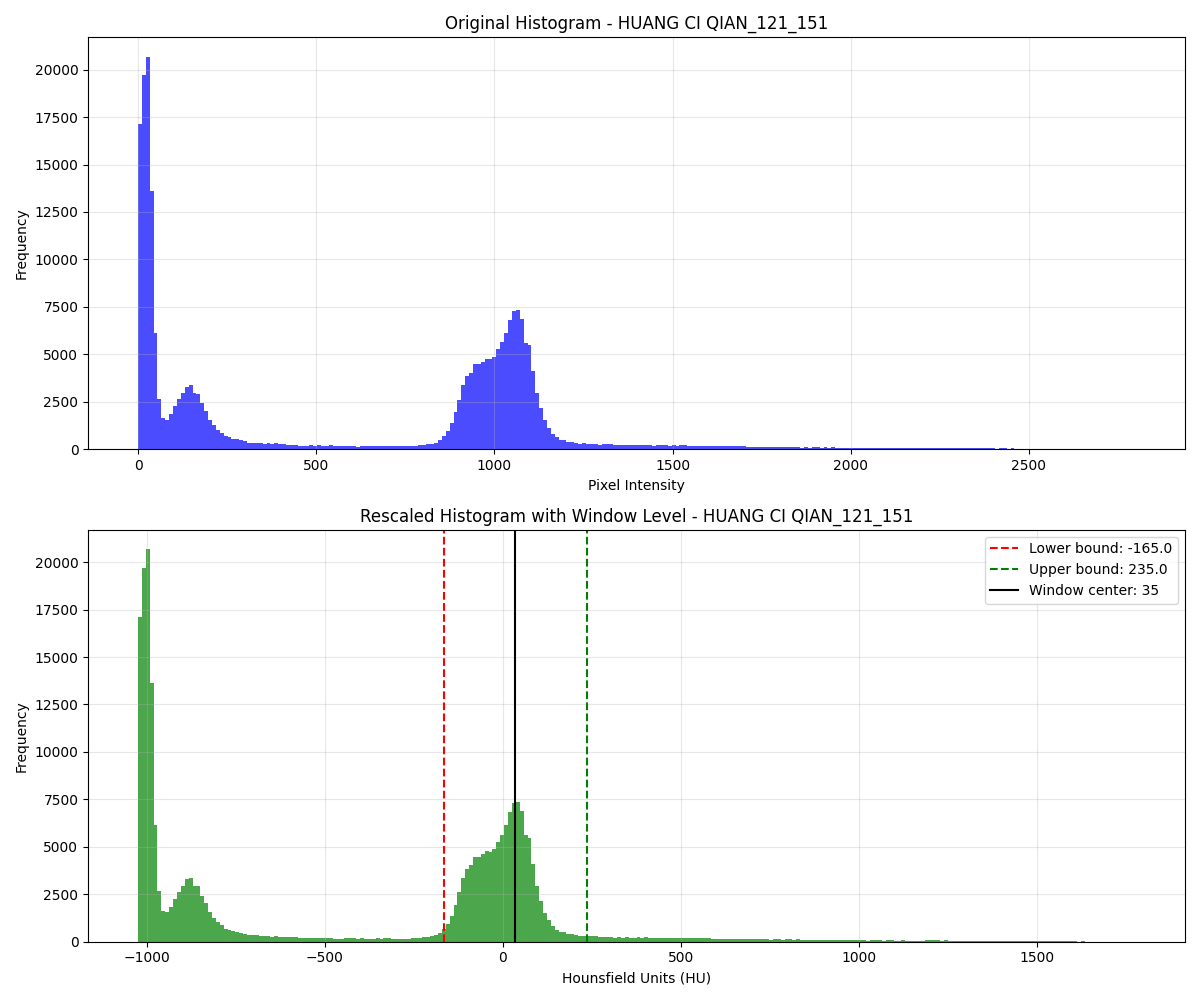 Original Histogram - HUANG CI QIAN_121_151
20000
17500
15000
12500
10000
7500
5000
2500
0
Frequency
0 500 1000 1500 2000 2500
Pixel Intensity
Rescaled Histogram with Window Level - HUANG CI QIAN_121_151
Lower bound: -165.0
Upper bound: 235.0
Window center: 35
20000
17500
15000
12500
10000
7500
5000
2500
0
Frequency
−1000 −500 0 500 1000 1500
Hounsfield Units (HU)